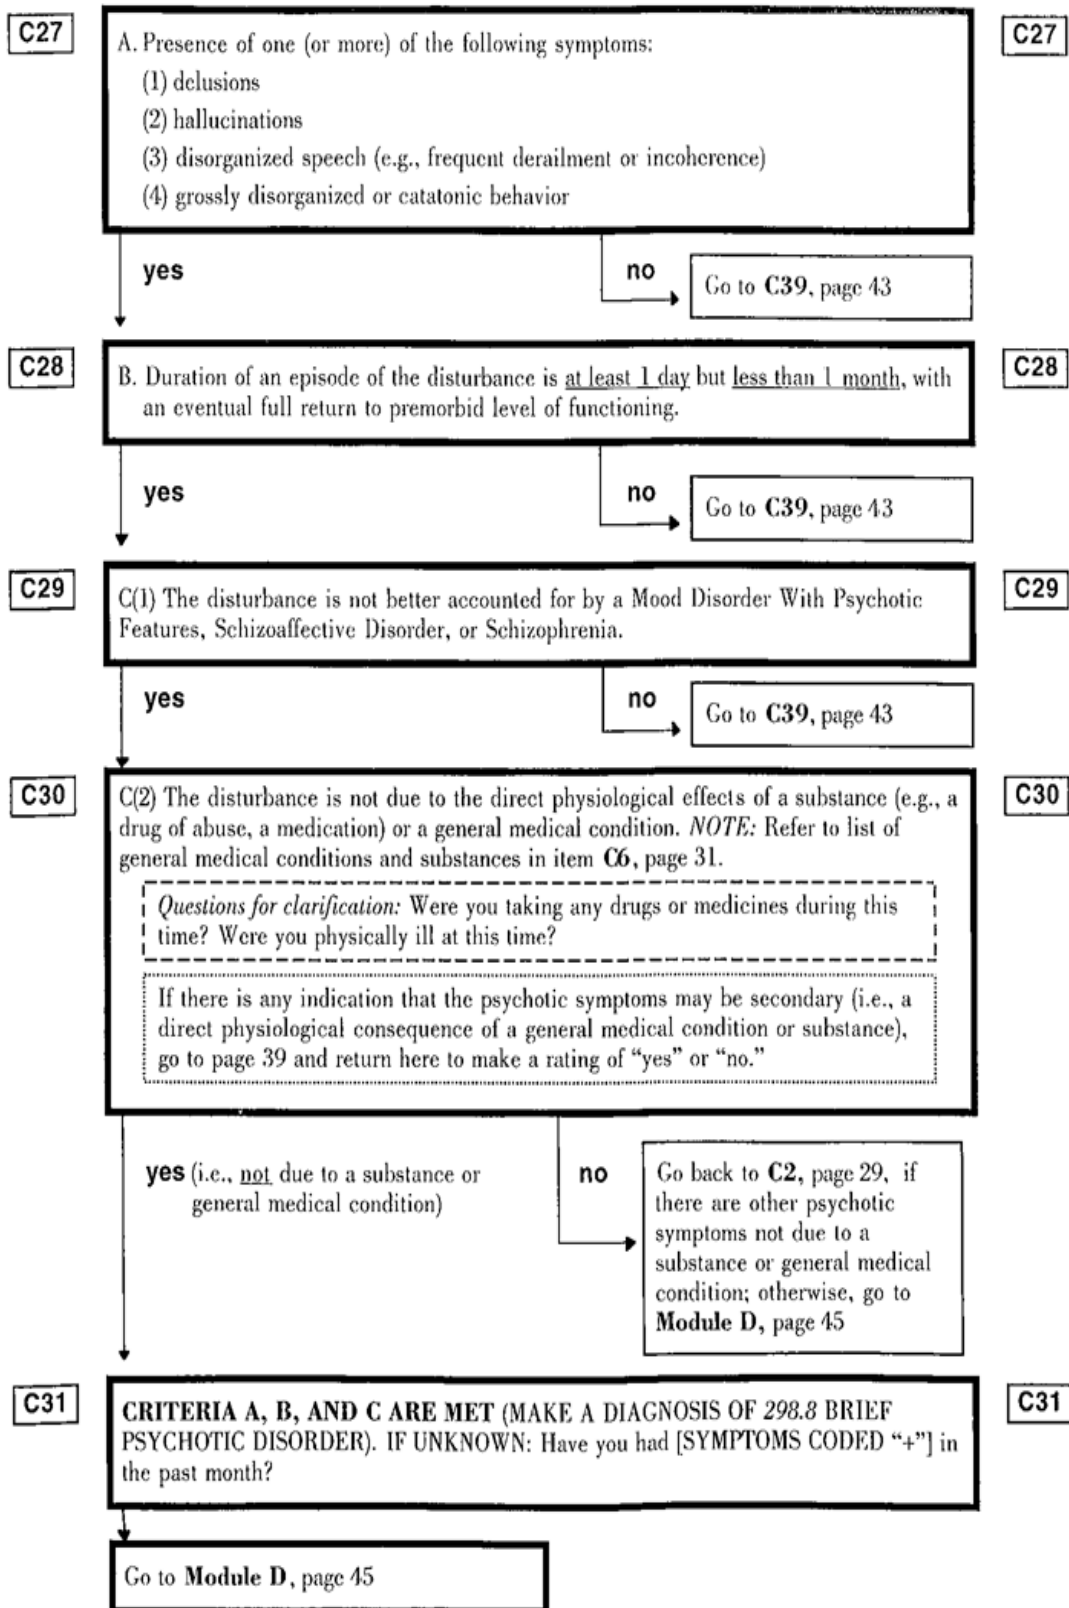 C27
C27
A. Presence of one (or more) of the following symptoms:
(1) delusions
(2) hallucinations
(3) disorganized speech (e.g., frequent derailment or incoherence)
(4) grossly disorganized or catatonic behavior
yes
no
Go to C39, page 43
C28
C28
B. Duration of an episode of the disturbance is at least 1 day but less than 1 month, with
an eventual full return to premorbid level of functioning.
yes
no
Go to C39, page 43
C29
C29
C(1) The disturbance is not better accounted for by a Mood Disorder With Psychotic
Features, Schizoaffective Disorder, or Schizophrenia.
yes
no
Go to C39, page 43
C30
C30
C(2) The disturbance is not due to the direct physiological effects of a substance (e.g., a
drug of abuse, a medication) or a general medical condition. NOTE: Refer to list of
general medical conditions and substances in item C6, page 31.
Questions for clarification: Were you taking any drugs or medicines during this
time? Were you physically ill at this time?
If there is any indication that the psychotic symptoms may be secondary (i.e., a
direct physiological consequence of a general medical condition or substance),
go to page 39 and return here to make a rating of “yes” or “no.”
yes (i.e., not due to a substance or
general medical condition)
no
Go back to C2, page 29, if
there are other psychotic
symptoms not due to a
substance or general medical
condition; otherwise, go to
Module D, page 45
C31
C31
CRITERIA A, B, AND C ARE MET (MAKE A DIAGNOSIS OF 298.8 BRIEF
PSYCHOTIC DISORDER). IF UNKNOWN: Have you had [SYMPTOMS CODED “+”] in
the past month?
Go to Module D, page 45